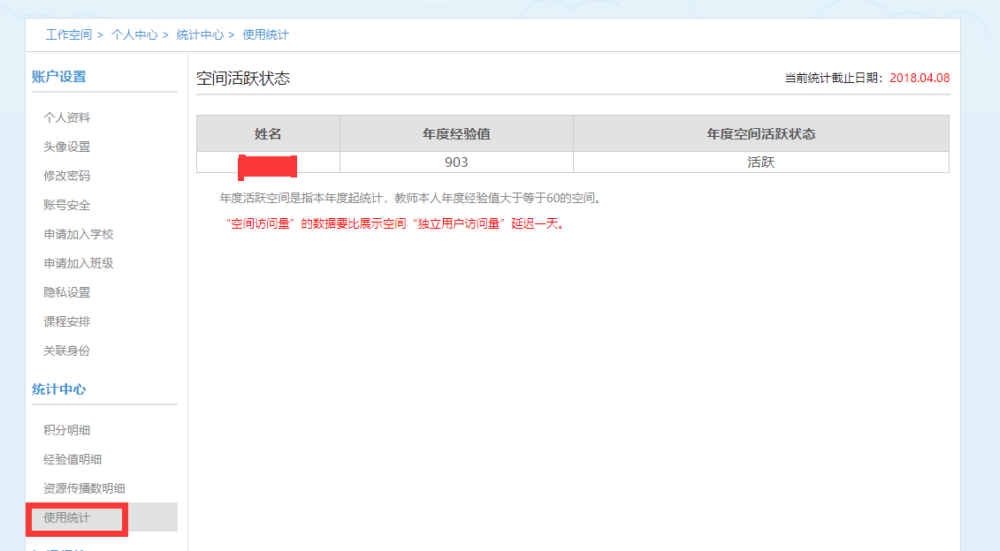 工作空间 > 个人中心 > 统计中心 > 使用统计
账户设置
个人资料
头像设置
修改密码
账号安全
申请加入学校
申请加入班级
隐私设置
课程安排
关联身份
统计中心
积分明细
经验值明细
资源传播数明细
使用统计
空间活跃状态
当前统计截止日期：2018.04.08
姓名 年度经验值 年度空间活跃状态
903 活跃
年度活跃空间是指本年度起统计，教师本人年度经验值大于等于60的空间。
“空间访问量”的数据要比展示空间“独立用户访问量”延迟一天。